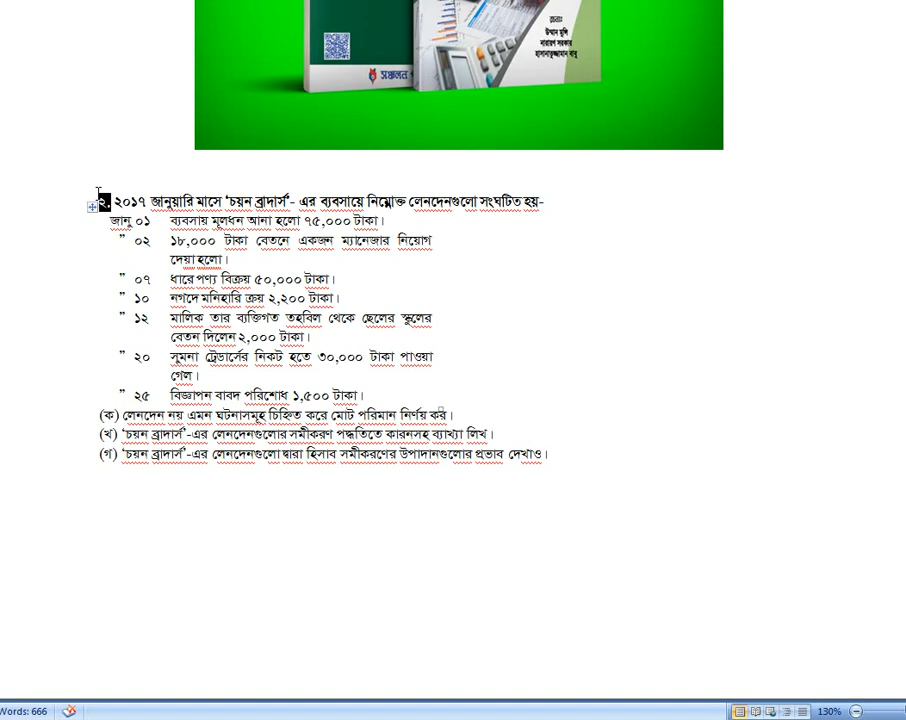 রচনাঃ
উষ্মান মুন্সি
নারায়ণ সরকার
হাসানাতুজ্জামান বাবু
সঞ্চালন
২. ২০১৭ জানুয়ারি মাসে ‘চয়ন ব্রাদার্স’- এর ব্যবসায়ে নিম্নোক্ত লেনদেনগুলো সংঘটিত হয়-
জানু ০১ ব্যবসায় মূলধন আনা হলো ৭৫,০০০ টাকা।
” ০২ ১৮,০০০ টাকা বেতনে একজন ম্যানেজার নিয়োগ
দেয়া হলো।
” ০৭ ধারে পণ্য বিক্রয় ৫০,০০০ টাকা।
” ১০ নগদে মনিহারি ক্রয় ২,২০০ টাকা।
” ১২ মালিক তার ব্যক্তিগত তহবিল থেকে ছেলের স্কুলের
বেতন দিলেন ২,০০০ টাকা।
” ২০ সুমনা ট্রেডার্সের নিকট হতে ৩০,০০০ টাকা পাওয়া
গেল।
” ২৫ বিজ্ঞাপন বাবদ পরিশোধ ১,৫০০ টাকা।
(ক) লেনদেন নয় এমন ঘটনাসমূহ চিহ্নিত করে মোট পরিমান নির্ণয় কর।
(খ) ‘চয়ন ব্রাদার্স’-এর লেনদেনগুলোর সমীকরণ পদ্ধতিতে কারনসহ ব্যাখ্যা লিখ।
(গ) ‘চয়ন ব্রাদার্স’-এর লেনদেনগুলো দ্বারা হিসাব সমীকরণের উপাদানগুলোর প্রভাব দেখাও।
Words: 666
130%